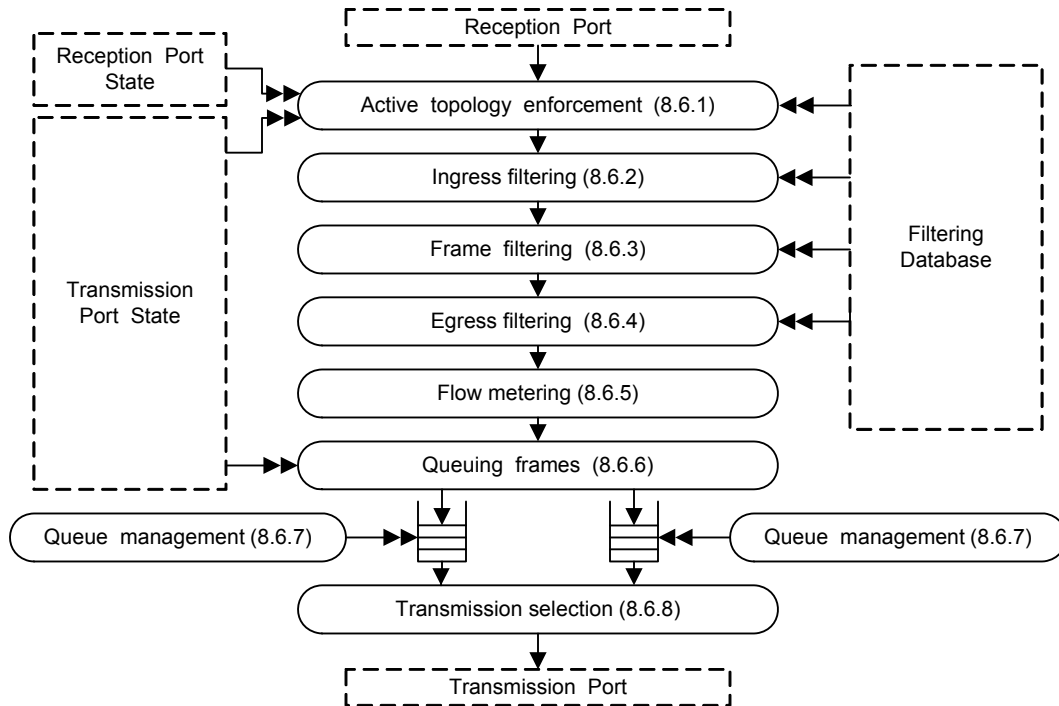 Reception Port
Reception Port
State
Active topology enforcement (8.6.1)
Ingress filtering (8.6.2)
Frame filtering (8.6.3)
Filtering
Database
Transmission
Port State
Egress filtering (8.6.4)
Flow metering (8.6.5)
Queuing frames (8.6.6)
Queue management (8.6.7)
Queue management (8.6.7)
Transmission selection (8.6.8)
Transmission Port